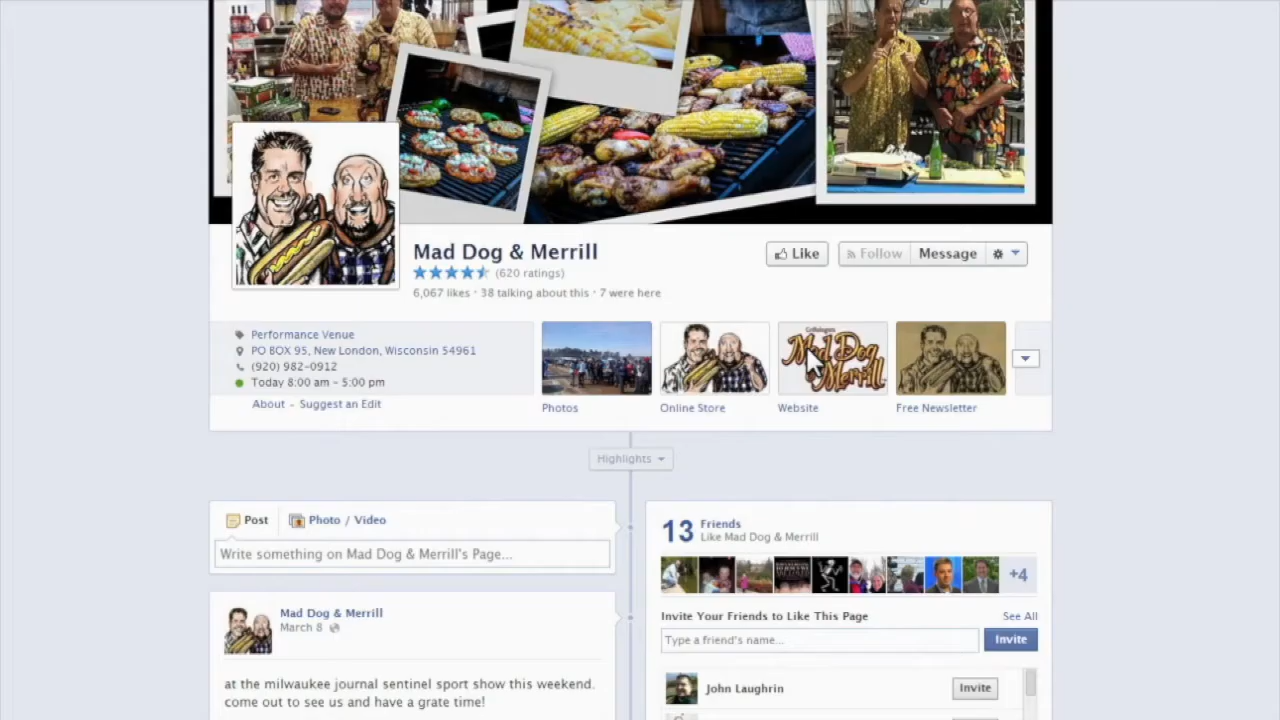 Mad Dog & Merrill
Like
Follow
Message
(620 ratings)
6,067 likes · 38 talking about this · 7 were here
Performance Venue
PO BOX 95, New London, Wisconsin 54961
(920) 982-0912
Today 8:00 am - 5:00 pm
About - Suggest an Edit
Mad Dog
Merrill
Photos
Online Store
Website
Free Newsletter
Highlights
Post
Photo / Video
Write something on Mad Dog & Merrill's Page...
Mad Dog & Merrill
March 8
at the milwaukee journal sentinel sport show this weekend.
come out to see us and have a grate time!
13
Friends
Like Mad Dog & Merrill
+4
Invite Your Friends to Like This Page
See All
Type a friend's name...
Invite
John Laughrin
Invite